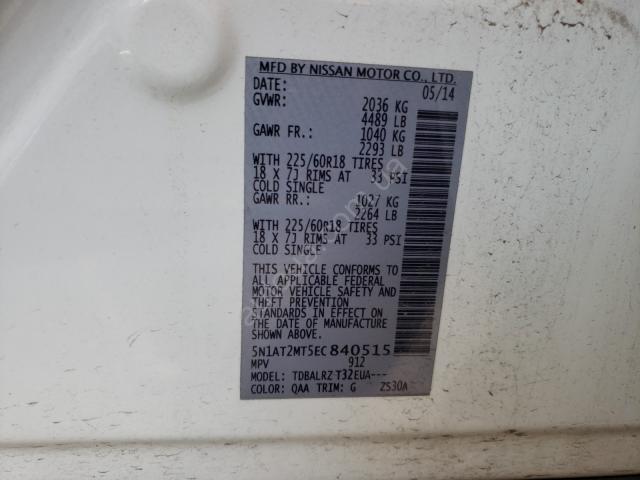 MFD BY NISSAN MOTOR CO., LTD.
DATE: 05/14
GVWR: 2036 KG
4489 LB
GAWR FR.: 1040 KG
2293 LB
WITH 225/60R18 TIRES
18 X 7J RIMS AT 33 PSI
COLD SINGLE
GAWR RR.: 1027 KG
2264 LB
WITH 225/60R18 TIRES
18 X 7J RIMS AT 33 PSI
COLD SINGLE
THIS VEHICLE CONFORMS TO
ALL APPLICABLE FEDERAL
MOTOR VEHICLE SAFETY AND
THEFT PREVENTION
STANDARDS IN EFFECT ON
THE DATE OF MANUFACTURE
SHOWN ABOVE.
5N1AT2MT5EC840515
MPV 912
MODEL: TDBALRZ T32EUA---
COLOR: QAA TRIM: G ZS30A